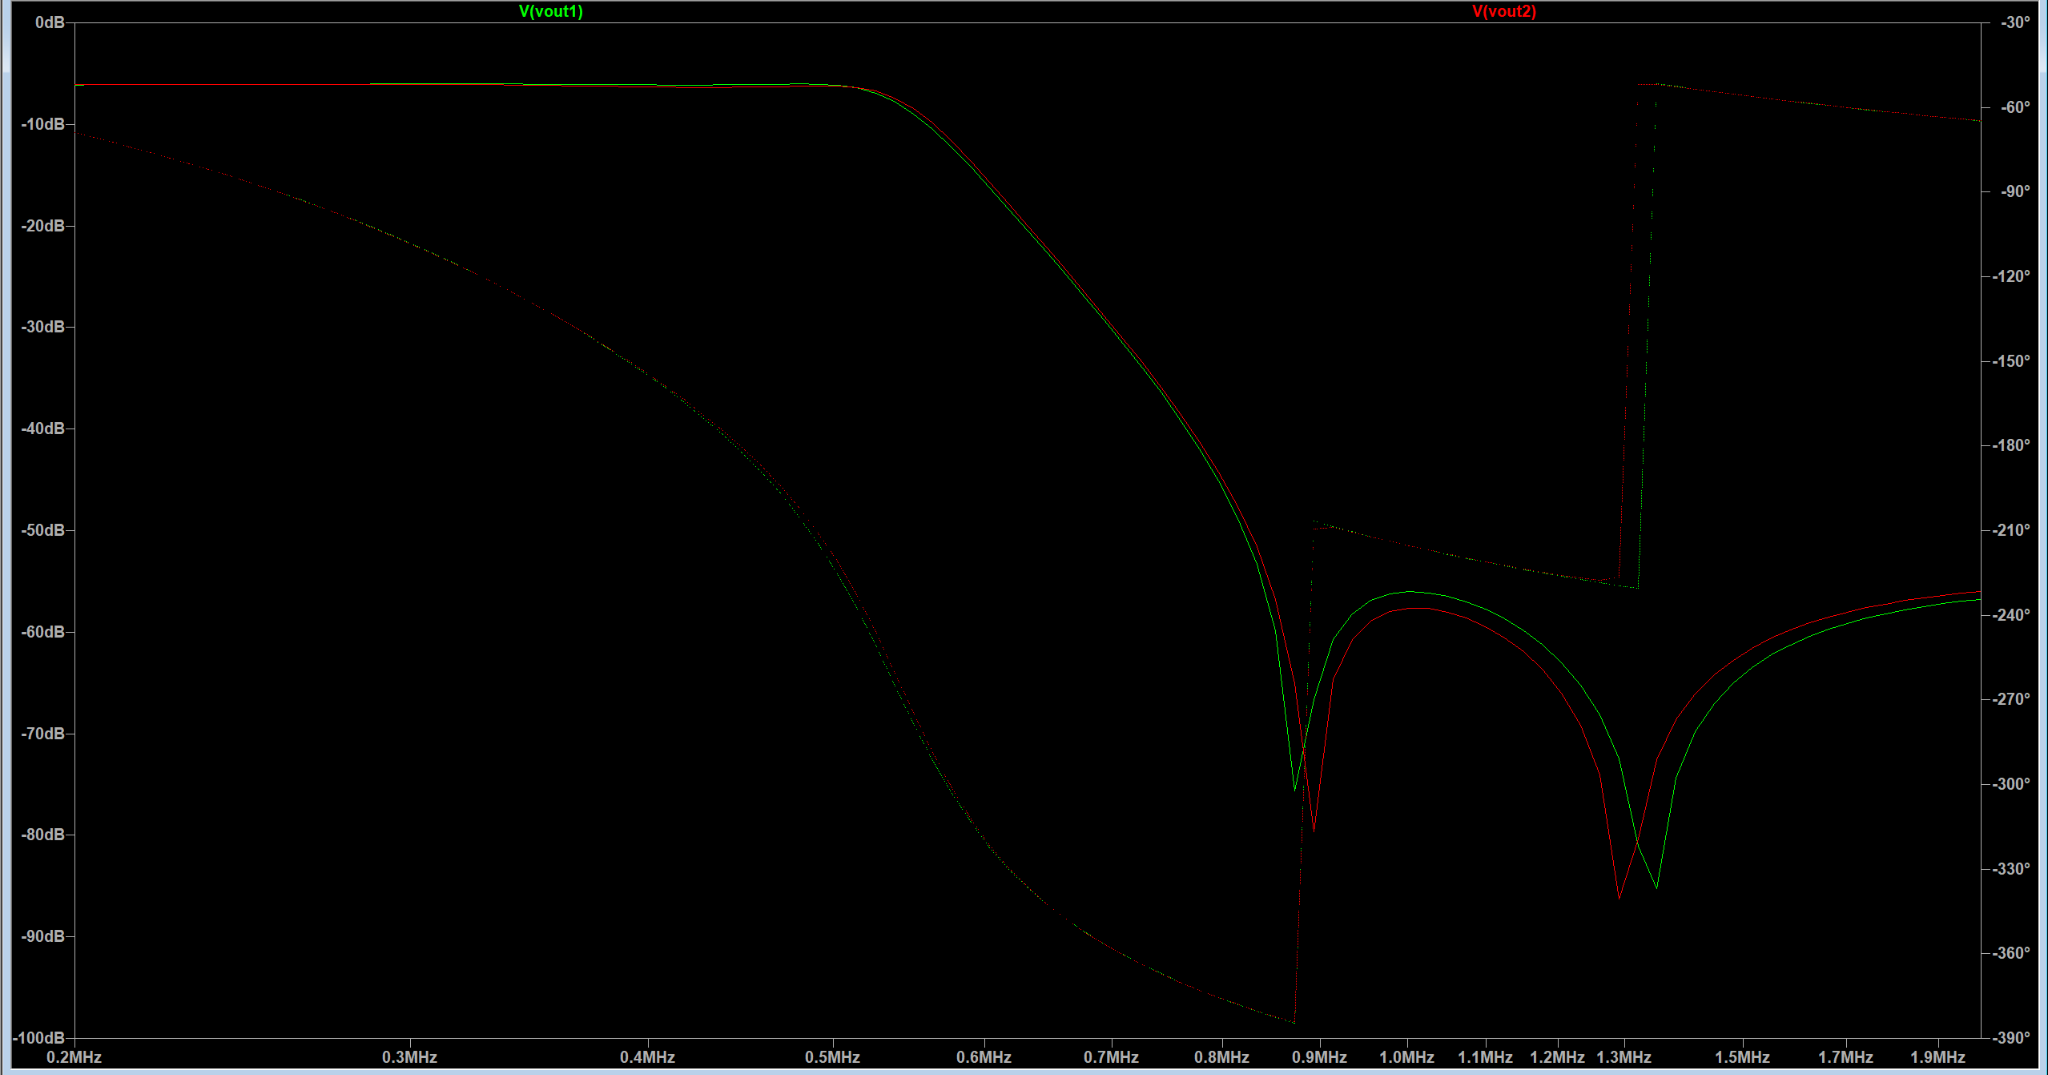 V(vout1) V(vout2)
0dB -30°
-10dB -60°
-20dB -90°
-30dB -120°
-40dB -150°
-50dB -180°
-60dB -210°
-70dB -240°
-80dB -270°
-90dB -300°
-100dB -330°
-360°
-390°
0.2MHz 0.3MHz 0.4MHz 0.5MHz 0.6MHz 0.7MHz 0.8MHz 0.9MHz 1.0MHz 1.1MHz 1.2MHz 1.3MHz 1.5MHz 1.7MHz 1.9MHz